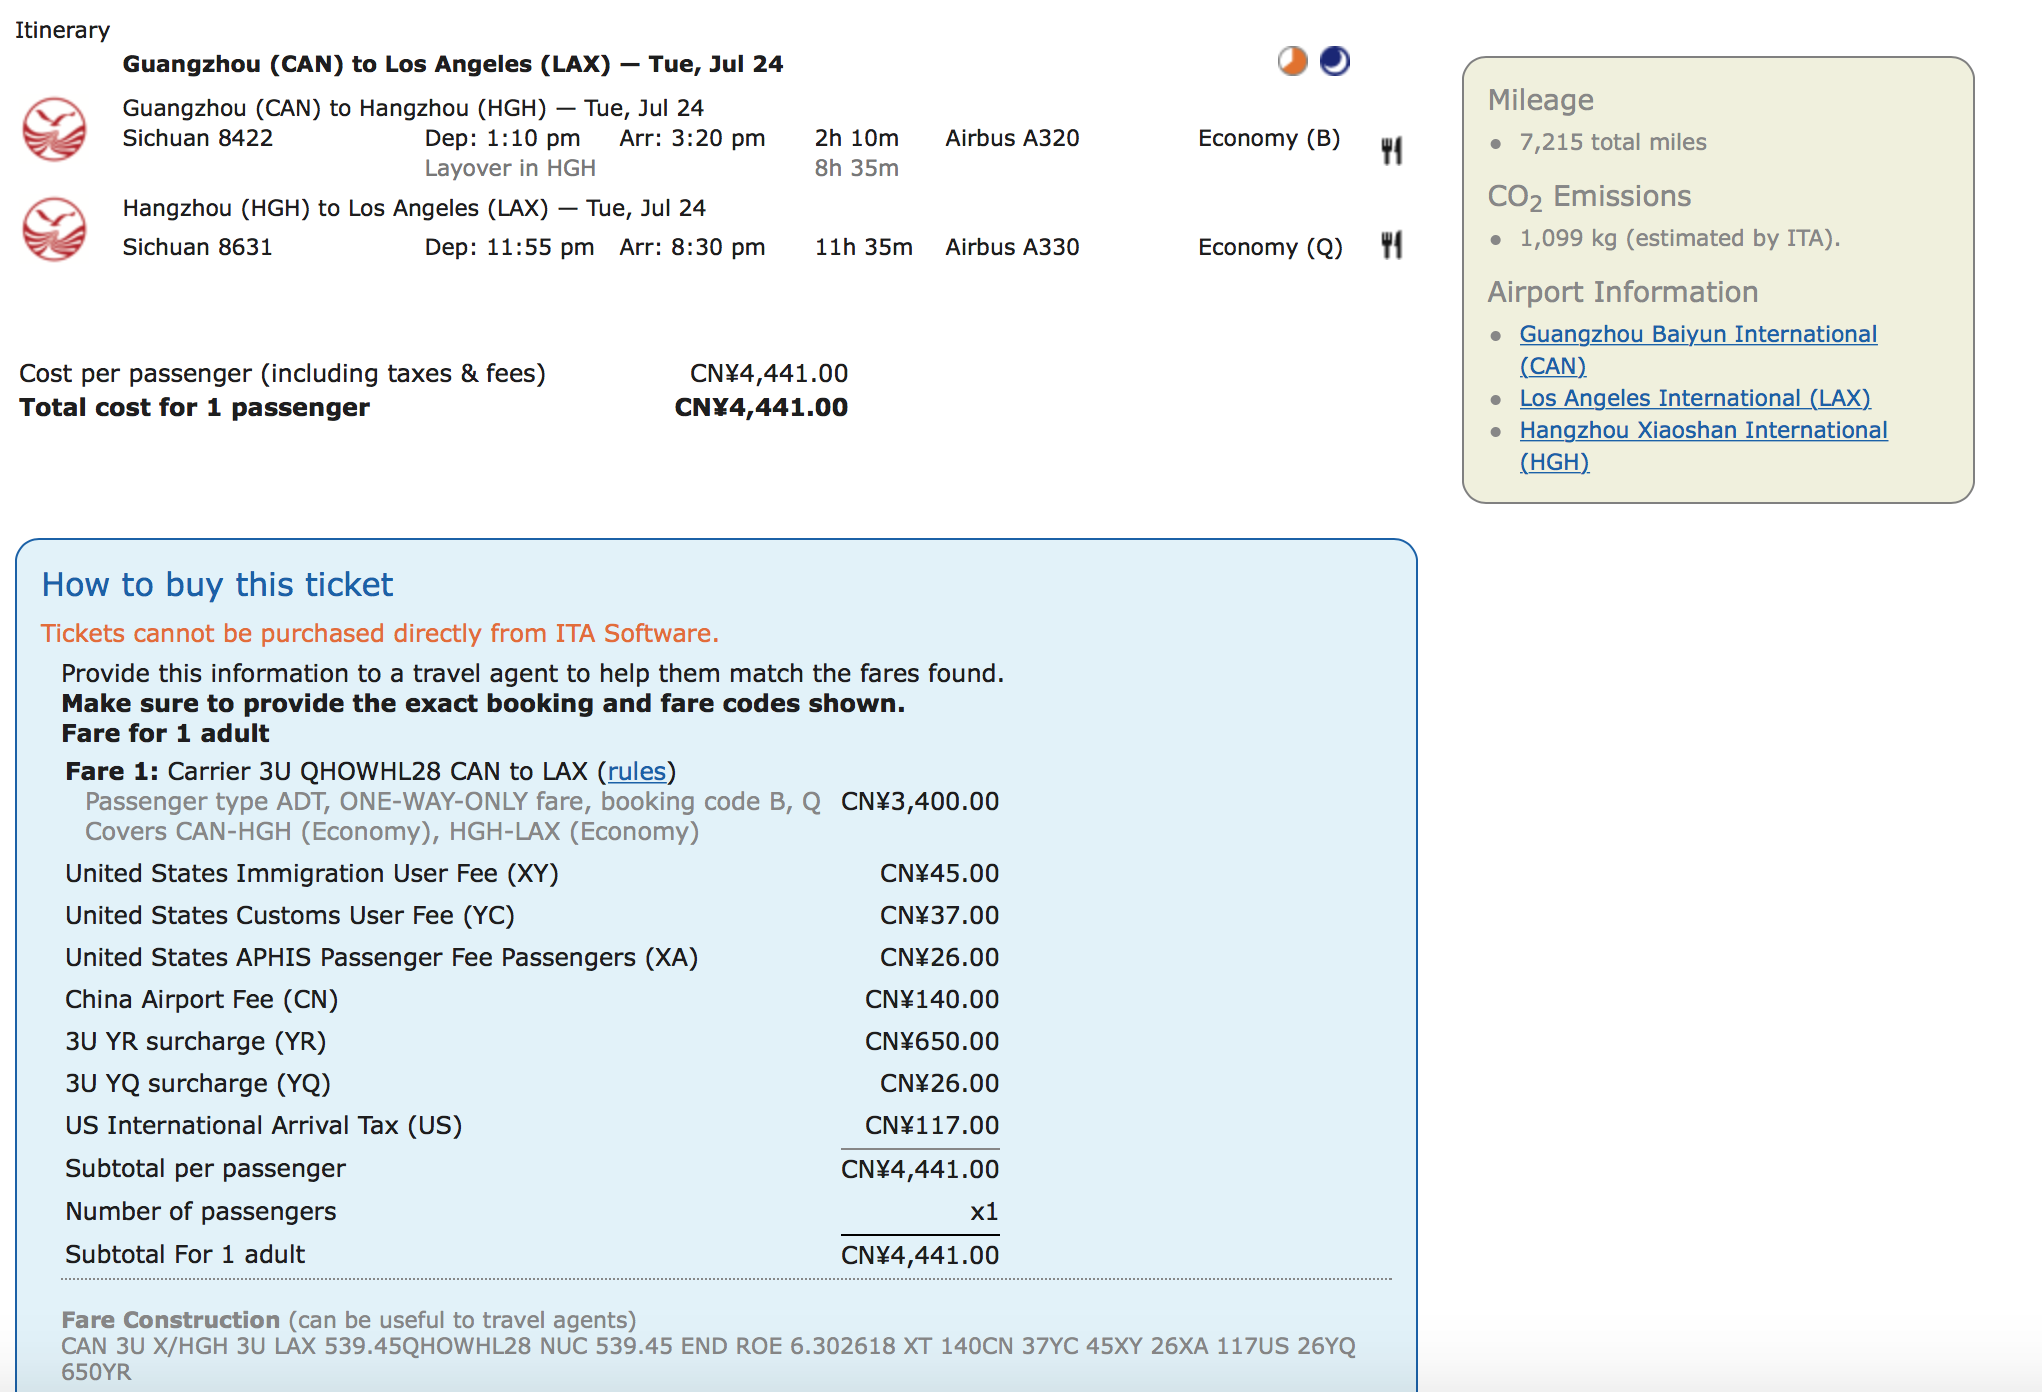 Itinerary
Guangzhou (CAN) to Los Angeles (LAX) — Tue, Jul 24
Guangzhou (CAN) to Hangzhou (HGH) — Tue, Jul 24
Sichuan 8422 Dep: 1:10 pm Arr: 3:20 pm 2h 10m Airbus A320 Economy (B)
Layover in HGH 8h 35m
Hangzhou (HGH) to Los Angeles (LAX) — Tue, Jul 24
Sichuan 8631 Dep: 11:55 pm Arr: 8:30 pm 11h 35m Airbus A330 Economy (Q)
Cost per passenger (including taxes & fees) CN¥4,441.00
Total cost for 1 passenger CN¥4,441.00
Mileage
• 7,215 total miles
CO₂ Emissions
• 1,099 kg (estimated by ITA).
Airport Information
• Guangzhou Baiyun International
(CAN)
• Los Angeles International (LAX)
• Hangzhou Xiaoshan International
(HGH)
How to buy this ticket
Tickets cannot be purchased directly from ITA Software.
Provide this information to a travel agent to help them match the fares found.
Make sure to provide the exact booking and fare codes shown.
Fare for 1 adult
Fare 1: Carrier 3U QHOWHL28 CAN to LAX (rules)
Passenger type ADT, ONE-WAY-ONLY fare, booking code B, Q CN¥3,400.00
Covers CAN-HGH (Economy), HGH-LAX (Economy)
United States Immigration User Fee (XY) CN¥45.00
United States Customs User Fee (YC) CN¥37.00
United States APHIS Passenger Fee Passengers (XA) CN¥26.00
China Airport Fee (CN) CN¥140.00
3U YR surcharge (YR) CN¥650.00
3U YQ surcharge (YQ) CN¥26.00
US International Arrival Tax (US) CN¥117.00
Subtotal per passenger CN¥4,441.00
Number of passengers x1
Subtotal For 1 adult CN¥4,441.00
Fare Construction (can be useful to travel agents)
CAN 3U X/HGH 3U LAX 539.45QHOWHL28 NUC 539.45 END ROE 6.302618 XT 140CN 37YC 45XY 26XA 117US 26YQ
650YR